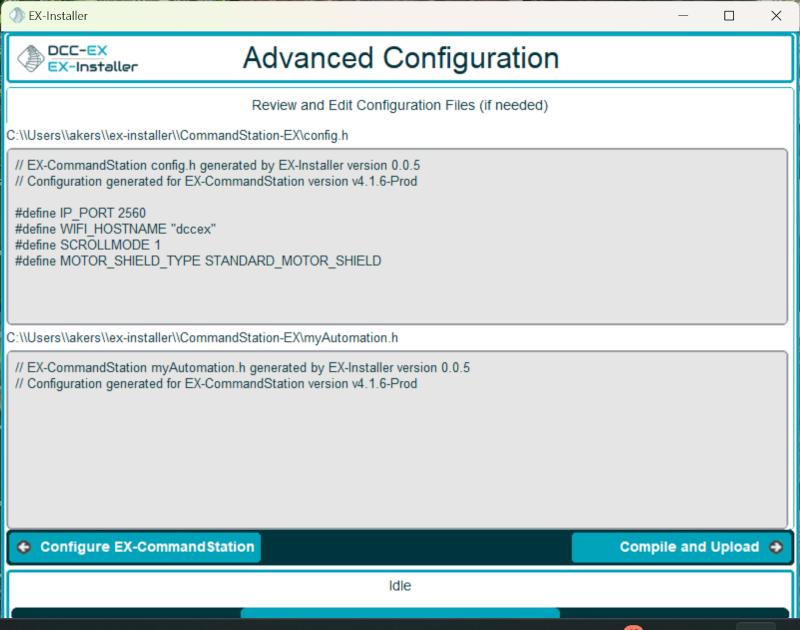 EX-Installer
DCC-EX
EX-Installer
Advanced Configuration
Review and Edit Configuration Files (if needed)
C:\\Users\\akers\\ex-installer\\CommandStation-EX\config.h
// EX-CommandStation config.h generated by EX-Installer version 0.0.5
// Configuration generated for EX-CommandStation version v4.1.6-Prod
#define IP_PORT 2560
#define WIFI_HOSTNAME "dccex"
#define SCROLLMODE 1
#define MOTOR_SHIELD_TYPE STANDARD_MOTOR_SHIELD
C:\\Users\\akers\\ex-installer\\CommandStation-EX\myAutomation.h
// EX-CommandStation myAutomation.h generated by EX-Installer version 0.0.5
// Configuration generated for EX-CommandStation version v4.1.6-Prod
Configure EX-CommandStation
Compile and Upload
Idle